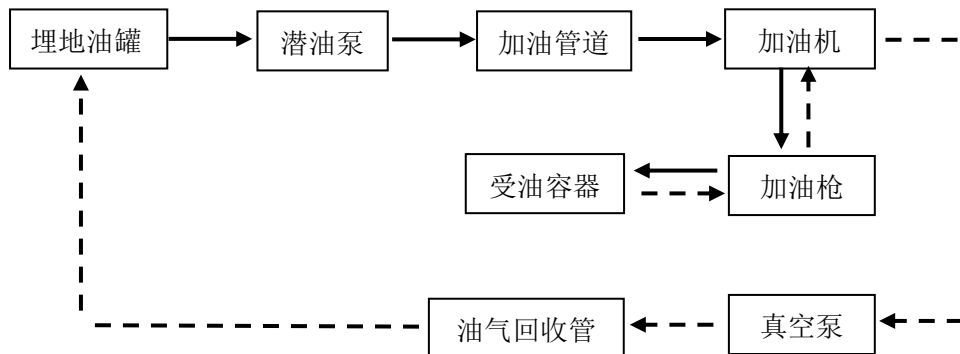 埋地油罐
潜油泵
加油管道
加油机
受油容器
加油枪
油气回收管
真空泵